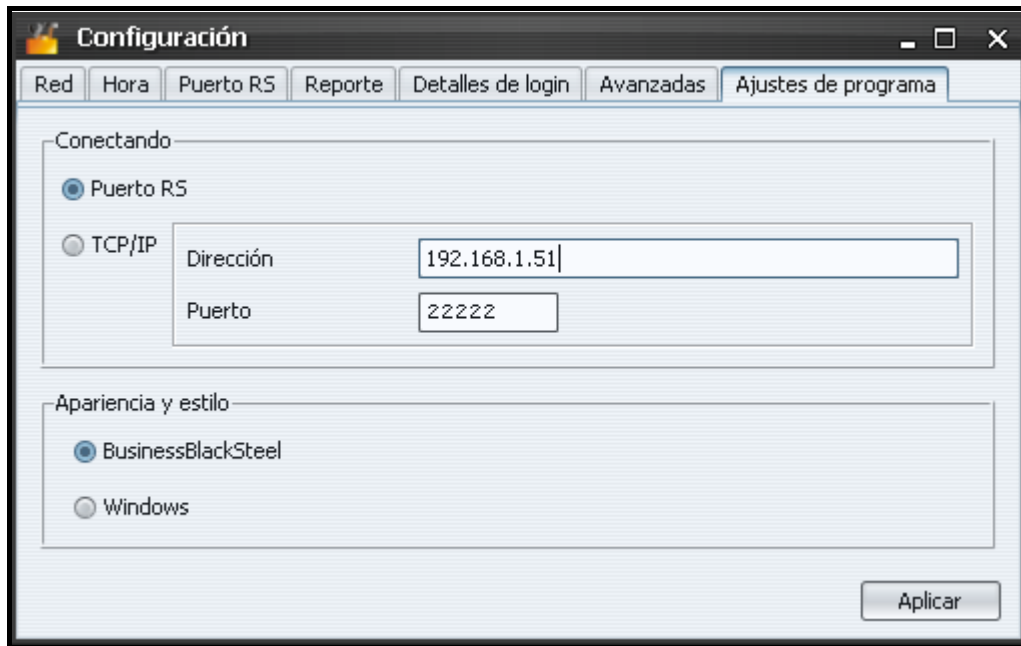 Configuración
Red Hora Puerto RS Reporte Detalles de login Avanzadas Ajustes de programa
Conectando
Puerto RS
TCP/IP
Dirección 192.168.1.51
Puerto 22222
Apariencia y estilo
BusinessBlackSteel
Windows
Aplicar